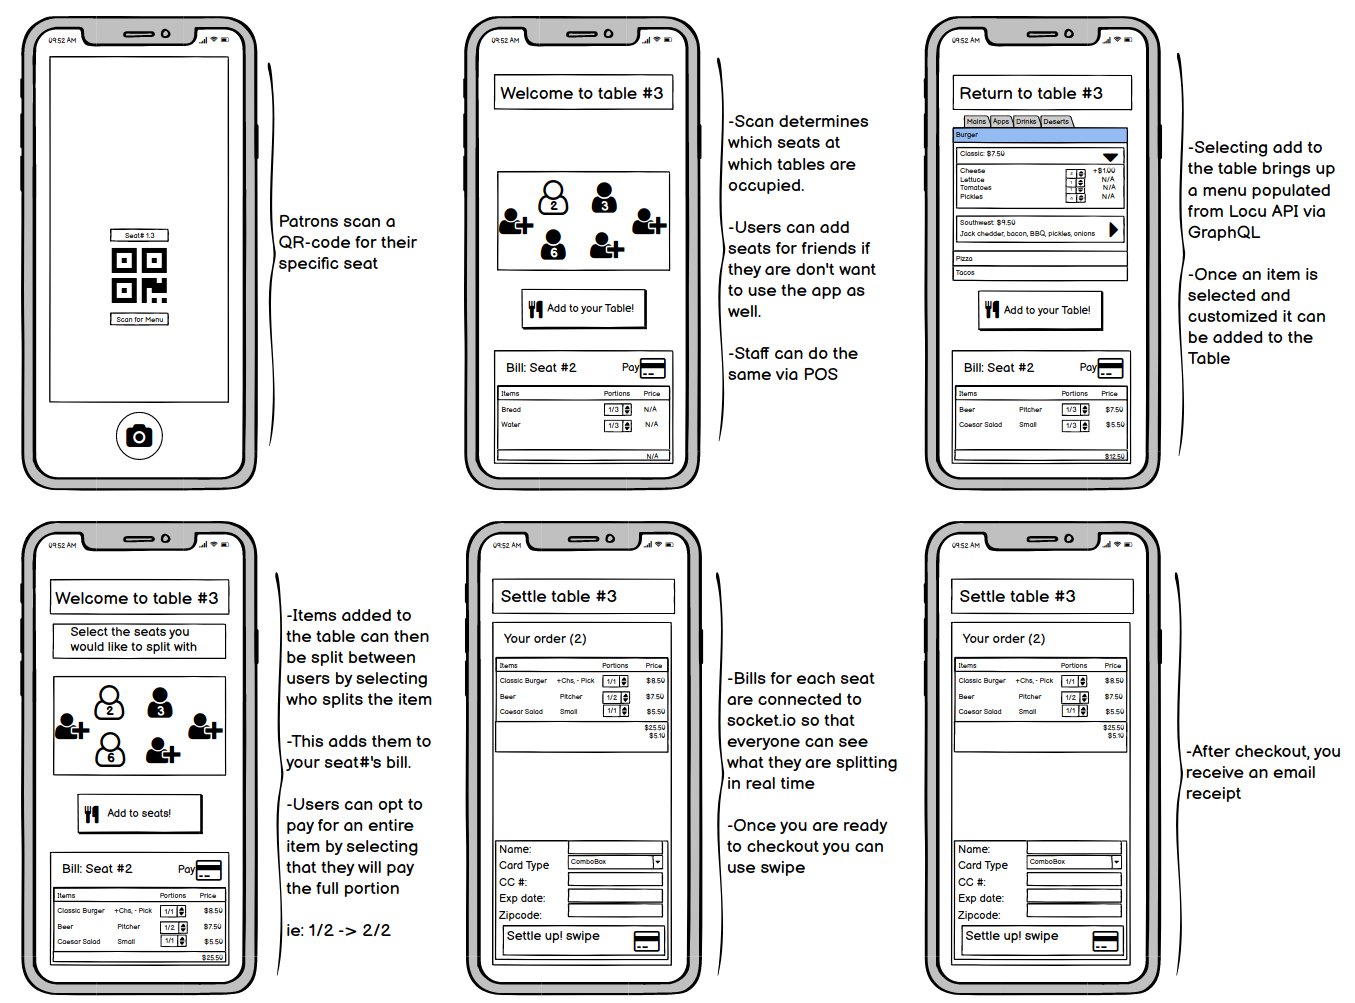 09:52 AM
Seat# 1.3
Scan for Menu
Patrons scan a
QR-code for their
specific seat
09:52 AM
Welcome to table #3
2
3
6
Add to your Table!
Bill: Seat #2
Pay
Items Portions Price
Bread 1/3 N/A
Water 1/3 N/A
N/A
-Scan determines
which seats at
which tables are
occupied.
-Users can add
seats for friends if
they are don't want
to use the app as
well.
-Staff can do the
same via POS
09:52 AM
Return to table #3
Mains Apps Drinks Deserts
Burger
Classic: $7.50
Cheese +$1.00
Lettuce N/A
Tomatoes N/A
Pickles N/A
Southwest: $9.50
Jack chedder, bacon, BBQ, pickles, onions
Pizza
Tacos
Add to your Table!
Bill: Seat #2
Pay
Items Portions Price
Beer Pitcher 1/3 $7.50
Caesar Salad Small 1/3 $5.50
$12.50
-Selecting add to
the table brings up
a menu populated
from Locu API via
GraphQL
-Once an item is
selected and
customized it can
be added to the
Table
09:52 AM
Welcome to table #3
Select the seats you
would like to split with
2
3
6
Add to seats!
Bill: Seat #2
Pay
Items Portions Price
Classic Burger +Chs, - Pick 1/1 $8.50
Beer Pitcher 1/2 $7.50
Caesar Salad Small 1/1 $5.50
$25.50
-Items added to
the table can then
be split between
users by selecting
who splits the item
-This adds them to
your seat#'s bill.
-Users can opt to
pay for an entire
item by selecting
that they will pay
the full portion
ie: 1/2 -> 2/2
09:52 AM
Settle table #3
Your order (2)
Items Portions Price
Classic Burger +Chs, - Pick 1/1 $8.50
Beer Pitcher 1/2 $7.50
Caesar Salad Small 1/1 $5.50
$25.50
$5.10
Name:
Card Type ComboBox
CC #:
Exp date:
Zipcode:
Settle up! swipe
-Bills for each seat
are connected to
socket.io so that
everyone can see
what they are splitting
in real time
-Once you are ready
to checkout you can
use swipe
09:52 AM
Settle table #3
Your order (2)
Items Portions Price
Classic Burger +Chs, - Pick 1/1 $8.50
Beer Pitcher 1/2 $7.50
Caesar Salad Small 1/1 $5.50
$25.50
$5.10
Name:
Card Type ComboBox
CC #:
Exp date:
Zipcode:
Settle up! swipe
-After checkout, you
receive an email
receipt